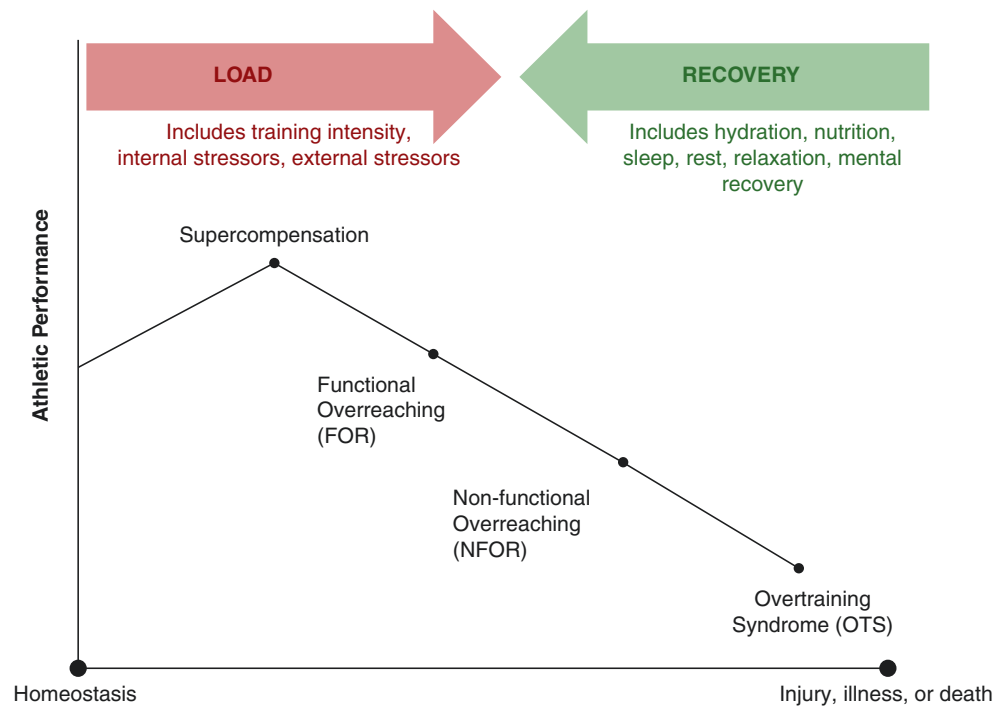 LOAD
Includes training intensity,
internal stressors, external stressors
RECOVERY
Includes hydration, nutrition,
sleep, rest, relaxation, mental
recovery
Athletic Performance
Supercompensation
Functional
Overreaching
(FOR)
Non-functional
Overreaching
(NFOR)
Overtraining
Syndrome (OTS)
Homeostasis
Injury, illness, or death